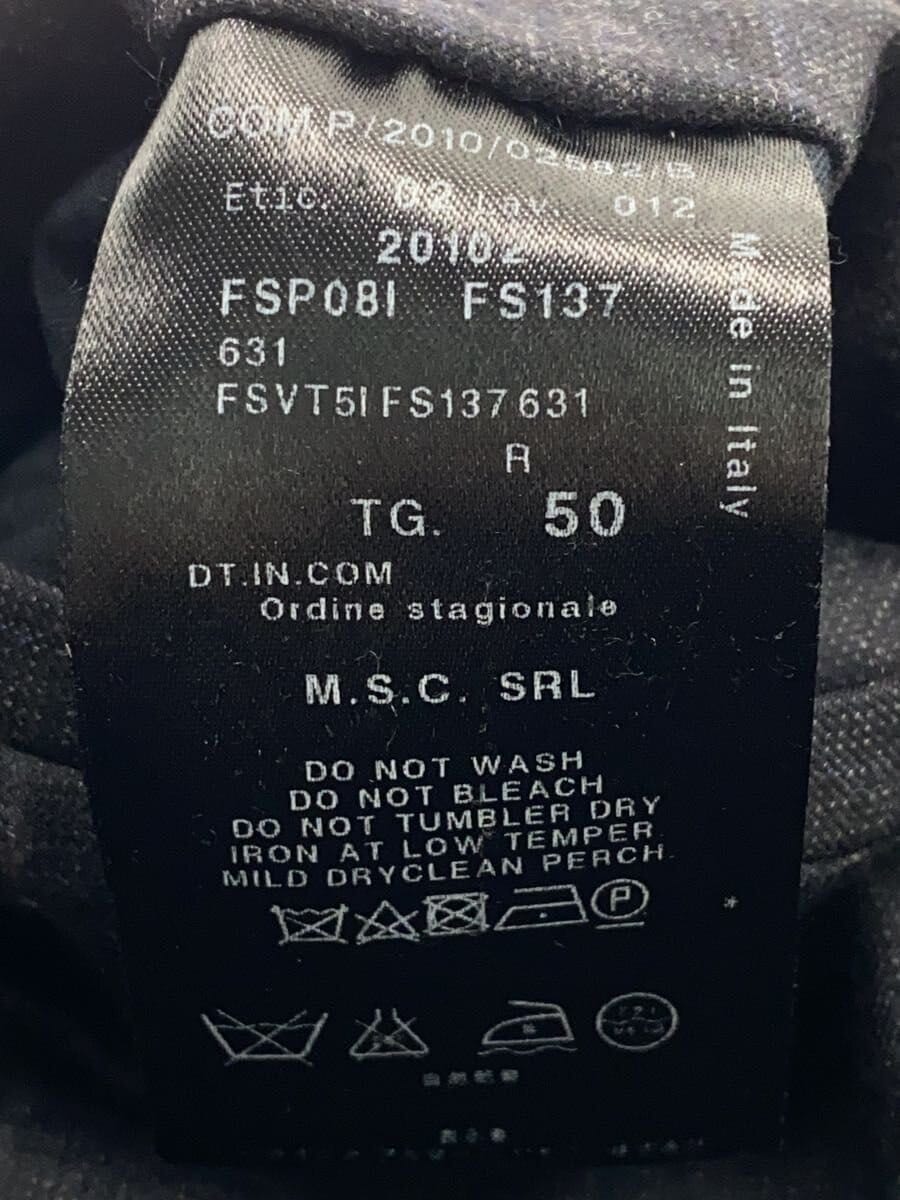 COM P/2010/02582/B
Etic. 02 Lav. 012
20102
FSP08I FS137
631
FSVT5I FS137631
R
TG. 50
Made in Italy
DT.IN.COM
Ordine stagionale
M.S.C. SRL
DO NOT WASH
DO NOT BLEACH
DO NOT TUMBLER DRY
IRON AT LOW TEMPER.
MILD DRYCLEAN PERCH.
P